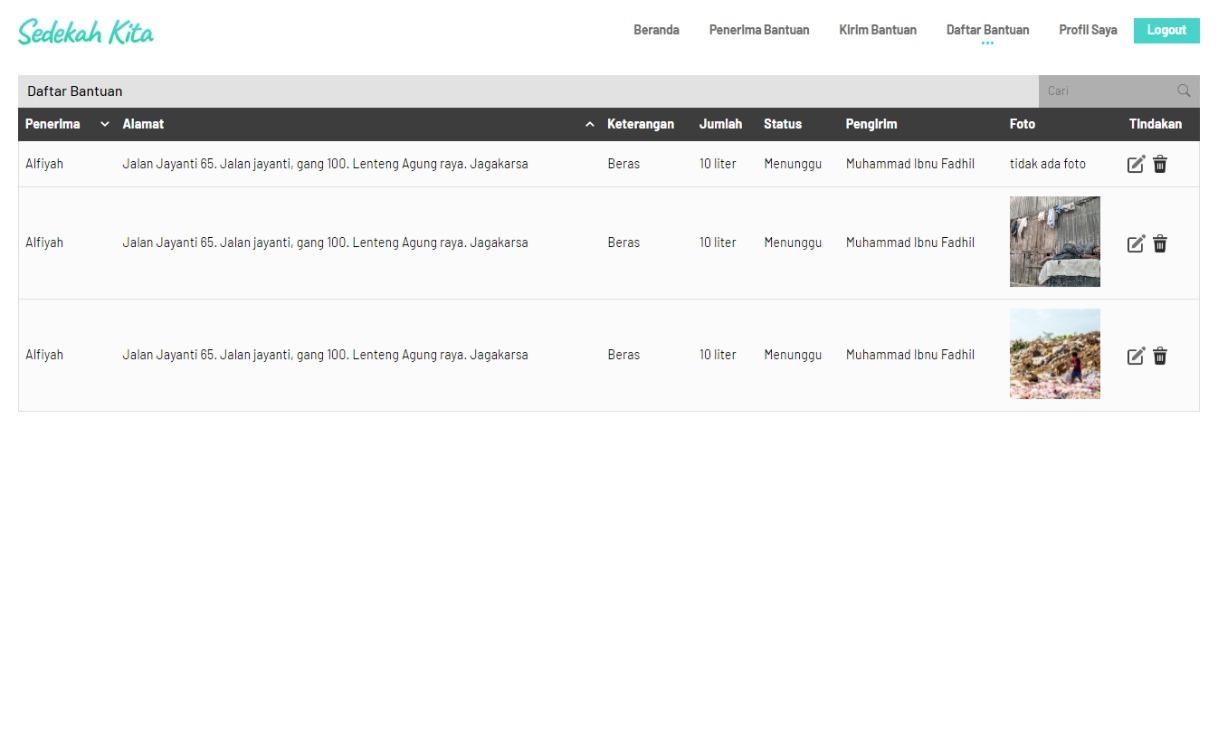 Sedekah Kita
Beranda Penerima Bantuan Kirim Bantuan Daftar Bantuan Profil Saya Logout
Daftar Bantuan Cari
Penerima Alamat Keterangan Jumlah Status Pengirim Foto Tindakan
Alfiyah Jalan Jayanti 65. Jalan jayanti, gang 100. Lenteng Agung raya. Jagakarsa Beras 10 liter Menunggu Muhammad Ibnu Fadhil tidak ada foto
Alfiyah Jalan Jayanti 65. Jalan jayanti, gang 100. Lenteng Agung raya. Jagakarsa Beras 10 liter Menunggu Muhammad Ibnu Fadhil
Alfiyah Jalan Jayanti 65. Jalan jayanti, gang 100. Lenteng Agung raya. Jagakarsa Beras 10 liter Menunggu Muhammad Ibnu Fadhil